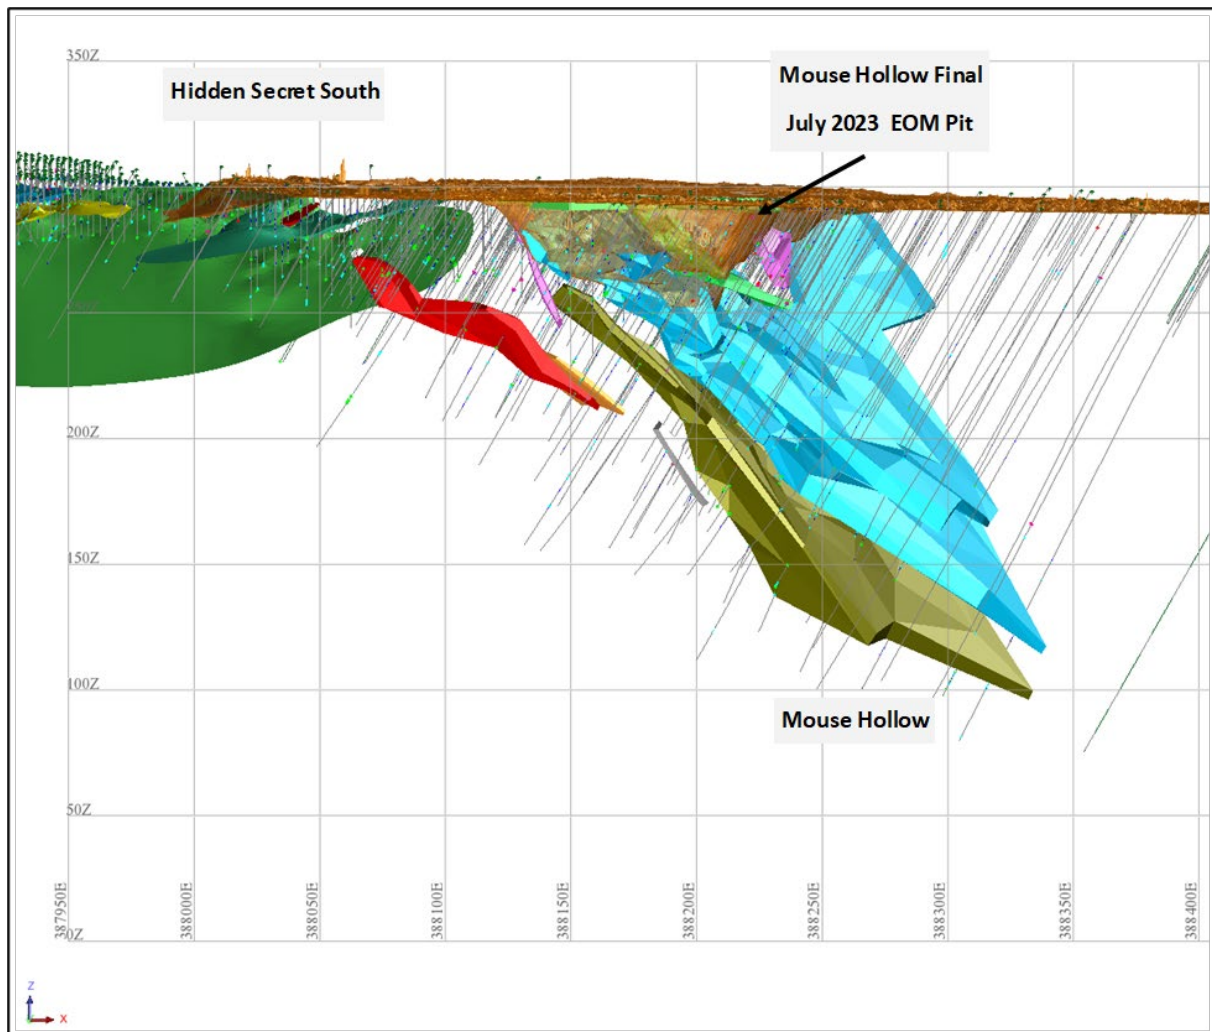 350Z
Hidden Secret South
Mouse Hollow Final
July 2023 EOM Pit
200Z
150Z
100Z
Mouse Hollow
50Z
387950E
388000E
388050E
388100E
388150E
388200E
388250E
388300E
388350E
388400E
0Z
Z
X